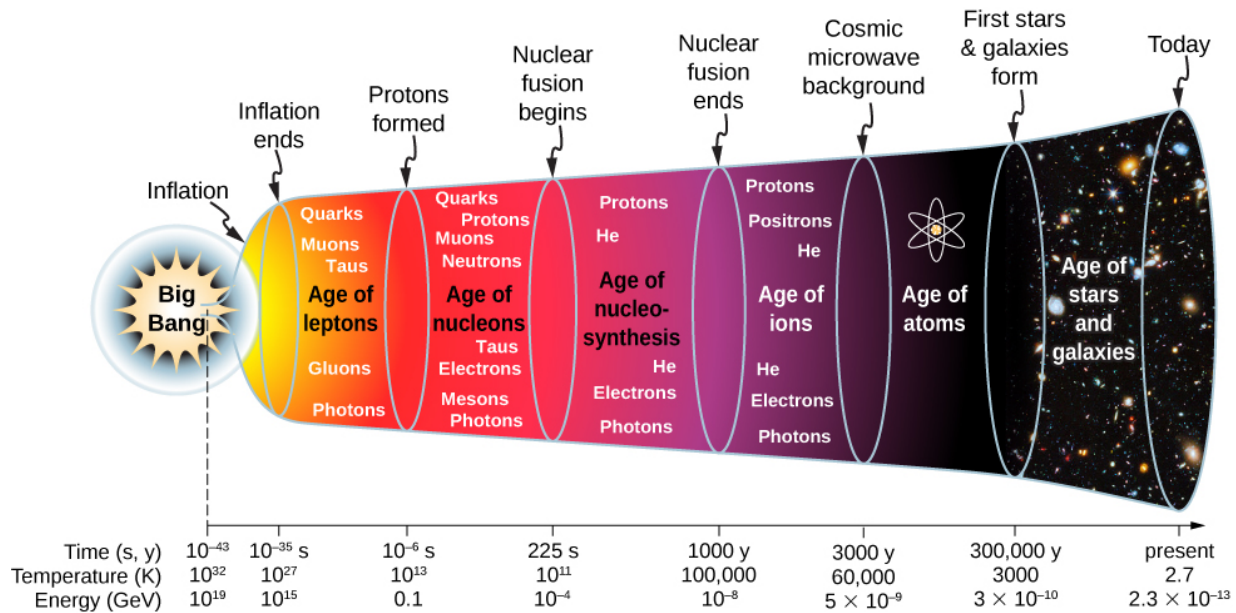 Inflation
Inflation
ends
Protons
formed
Nuclear
fusion
begins
Nuclear
fusion
ends
Cosmic
microwave
background
First stars
& galaxies
form
Today
Big
Bang
Quarks
Muons
Taus
Age of
leptons
Gluons
Photons
Quarks
Protons
Muons
Neutrons
Age of
nucleons
Taus
Electrons
Mesons
Photons
Protons
He
Age of
nucleo-
synthesis
He
Electrons
Photons
Protons
Positrons
He
Age of
ions
He
Electrons
Photons
Age of
atoms
Age of
stars
and
galaxies
Time (s, y) 10⁻⁴³ 10⁻³⁵ s 10⁻⁶ s 225 s 1000 y 3000 y 300,000 y present
Temperature (K) 10³² 10²⁷ 10¹³ 10¹¹ 100,000 60,000 3000 2.7
Energy (GeV) 10¹⁹ 10¹⁵ 0.1 10⁻⁴ 10⁻⁸ 5 × 10⁻⁹ 3 × 10⁻¹⁰ 2.3 × 10⁻¹³